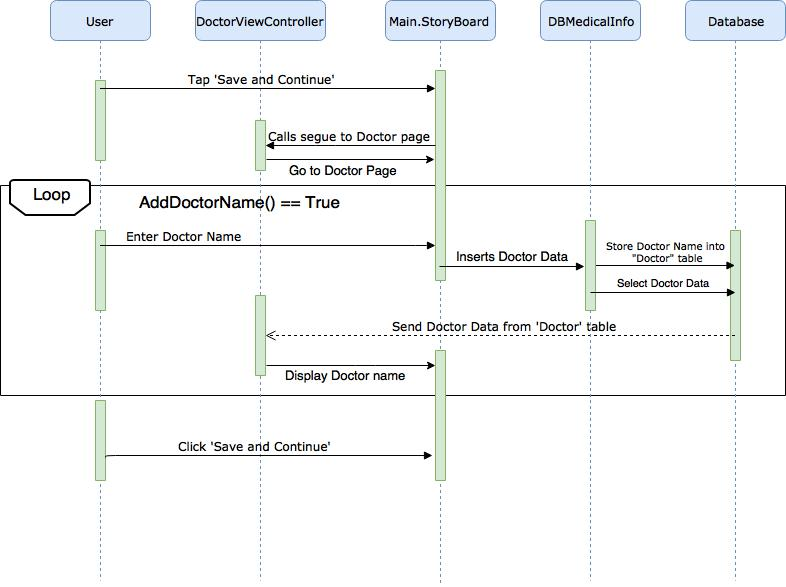 User
DoctorViewController
Main.StoryBoard
DBMedicalInfo
Database
Tap 'Save and Continue'
Calls segue to Doctor page
Go to Doctor Page
Loop
AddDoctorName() == True
Enter Doctor Name
Inserts Doctor Data
Store Doctor Name into
"Doctor" table
Select Doctor Data
Send Doctor Data from 'Doctor' table
Display Doctor name
Click 'Save and Continue'